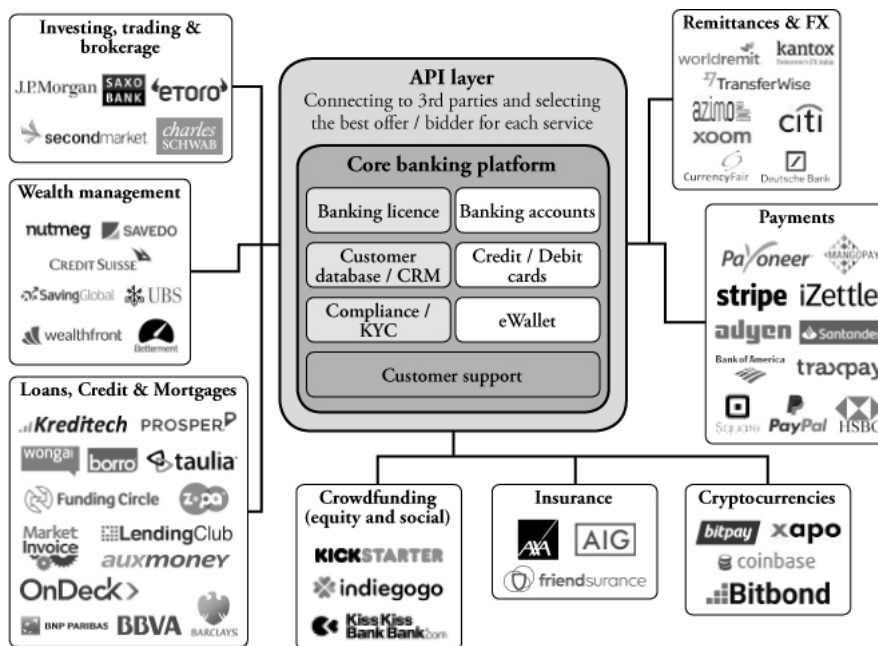 Investing, trading &
brokerage
J.P.Morgan SAXO BANK eTORO
secondmarket charles SCHWAB
Wealth management
nutmeg SAVEDO
CREDIT SUISSE
SavingGlobal UBS
wealthfront Betterment
Loans, Credit & Mortgages
Kreditech PROSPER
wonga borro taulia
Funding Circle zopa
Market Invoice LendingClub
auxmoney
OnDeck
BNP PARIBAS BBVA BARCLAYS
API layer
Connecting to 3rd parties and selecting
the best offer / bidder for each service
Core banking platform
Banking licence Banking accounts
Customer database / CRM Credit / Debit cards
Compliance / KYC eWallet
Customer support
Crowdfunding
(equity and social)
KICKSTARTER
indiegogo
KissKiss
BankBank.com
Insurance
AXA AIG
friendsurance
Cryptocurrencies
bitpay xapo
coinbase
Bitbond
Remittances & FX
worldremit kantox
TransferWise
azimo citi
xoom
CurrencyFair Deutsche Bank
Payments
Payoneer MANGOPAY
stripe iZettle
adyen Santander
Bank of America traxpay
Square PayPal HSBC